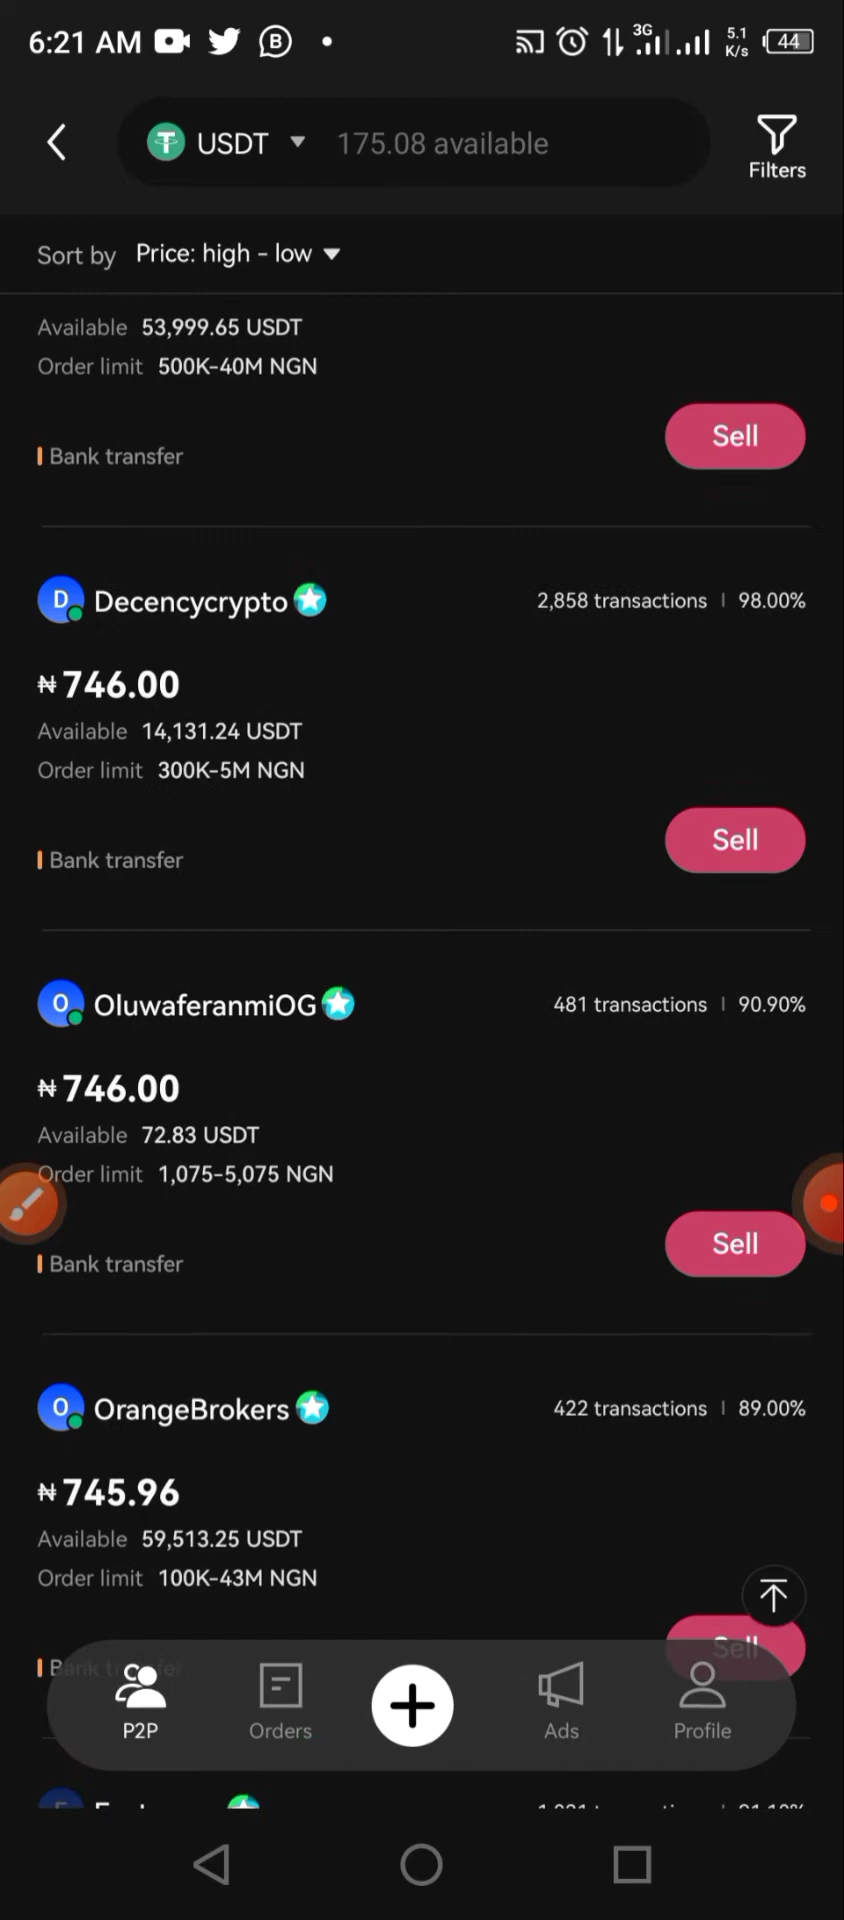 6:21 AM
3G
5.1 K/s
44
USDT 175.08 available
Filters
Sort by Price: high - low
Available 53,999.65 USDT
Order limit 500K-40M NGN
Sell
Bank transfer
D Decencycrypto 2,858 transactions | 98.00%
₦ 746.00
Available 14,131.24 USDT
Order limit 300K-5M NGN
Sell
Bank transfer
O OluwaferanmiOG 481 transactions | 90.90%
₦ 746.00
Available 72.83 USDT
Order limit 1,075-5,075 NGN
Sell
Bank transfer
O OrangeBrokers 422 transactions | 89.00%
₦ 745.96
Available 59,513.25 USDT
Order limit 100K-43M NGN
Sell
Bank transfer
P2P Orders Ads Profile